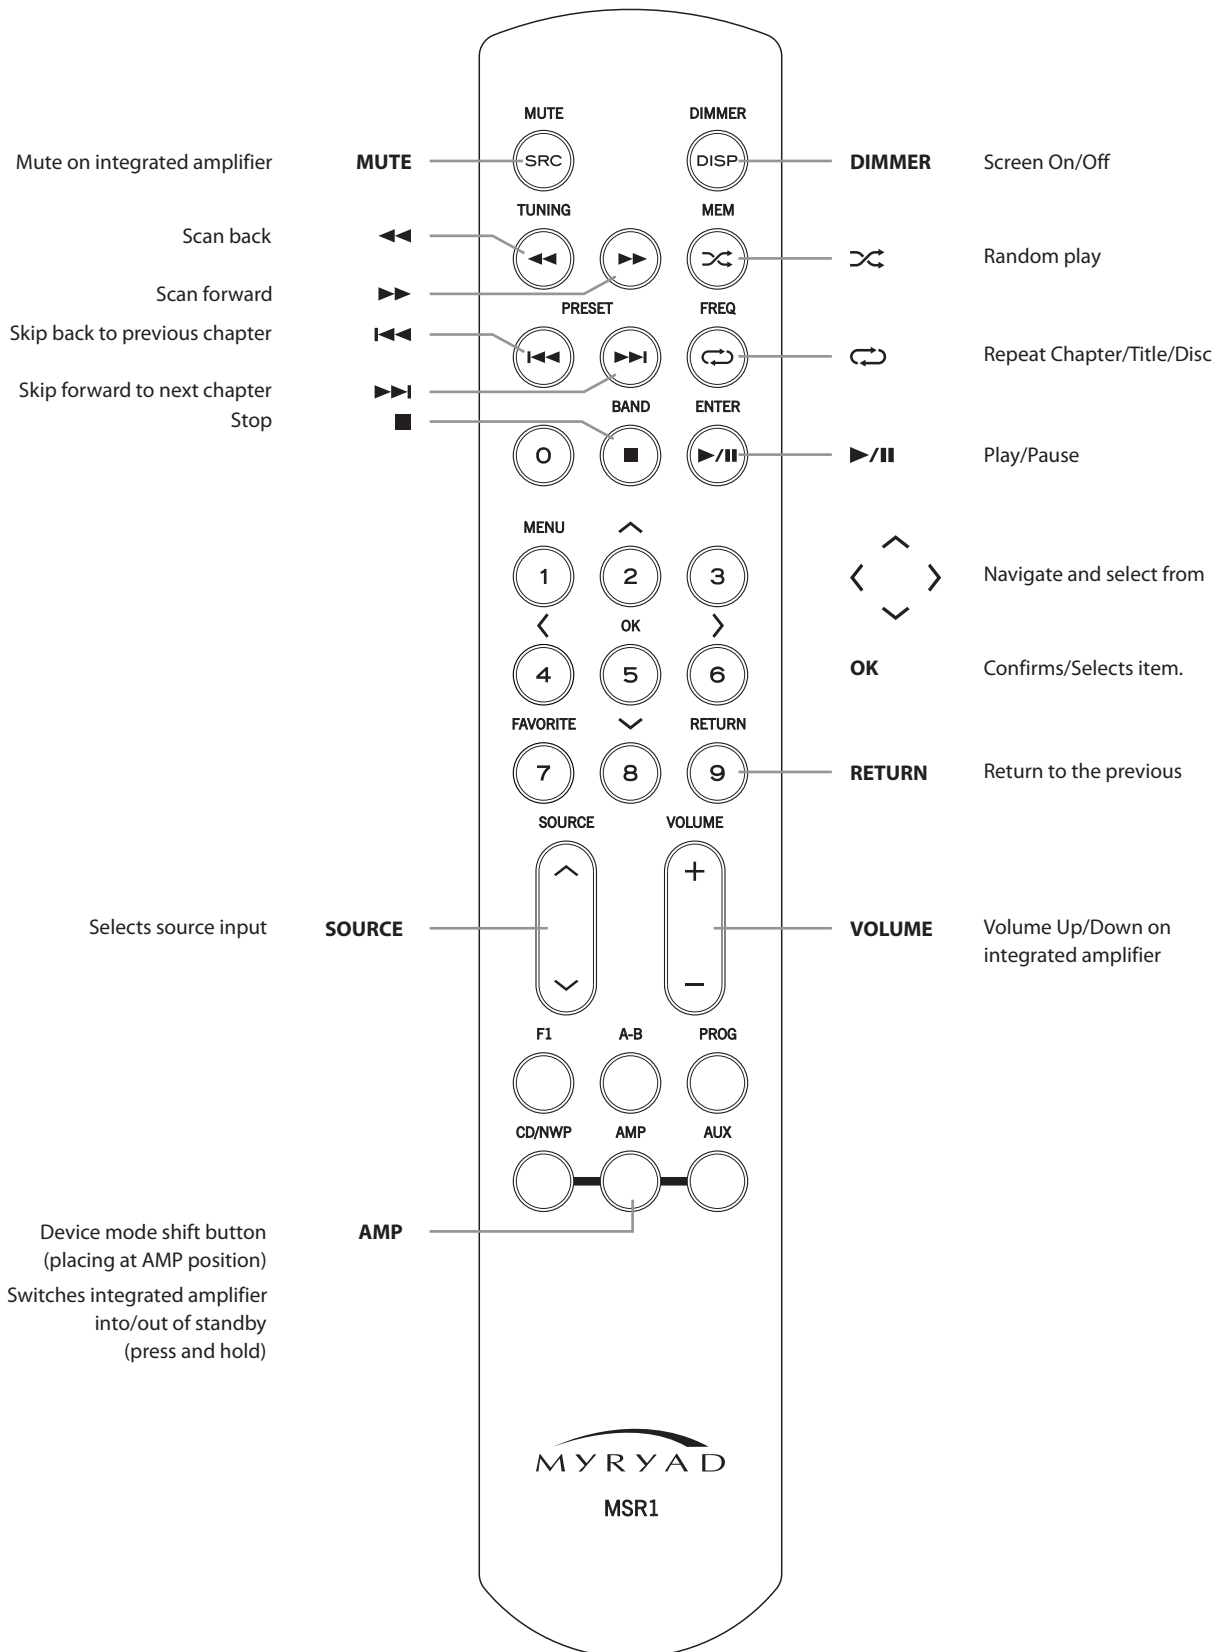 MUTE DIMMER
Mute on integrated amplifier MUTE SRC DISP DIMMER Screen On/Off
TUNING MEM
Scan back
Random play
Scan forward
PRESET FREQ
Skip back to previous chapter
Repeat Chapter/Title/Disc
Skip forward to next chapter
BAND ENTER
Stop
0 Play/Pause
MENU
1 2 3 Navigate and select from
OK
4 5 6 OK Confirms/Selects item.
FAVORITE RETURN
7 8 9 RETURN Return to the previous
SOURCE VOLUME
+
Selects source input SOURCE VOLUME Volume Up/Down on
integrated amplifier
−
F1 A-B PROG
CD/NWP AMP AUX
Device mode shift button AMP
(placing at AMP position)
Switches integrated amplifier
into/out of standby
(press and hold)
MYRYAD
MSR1